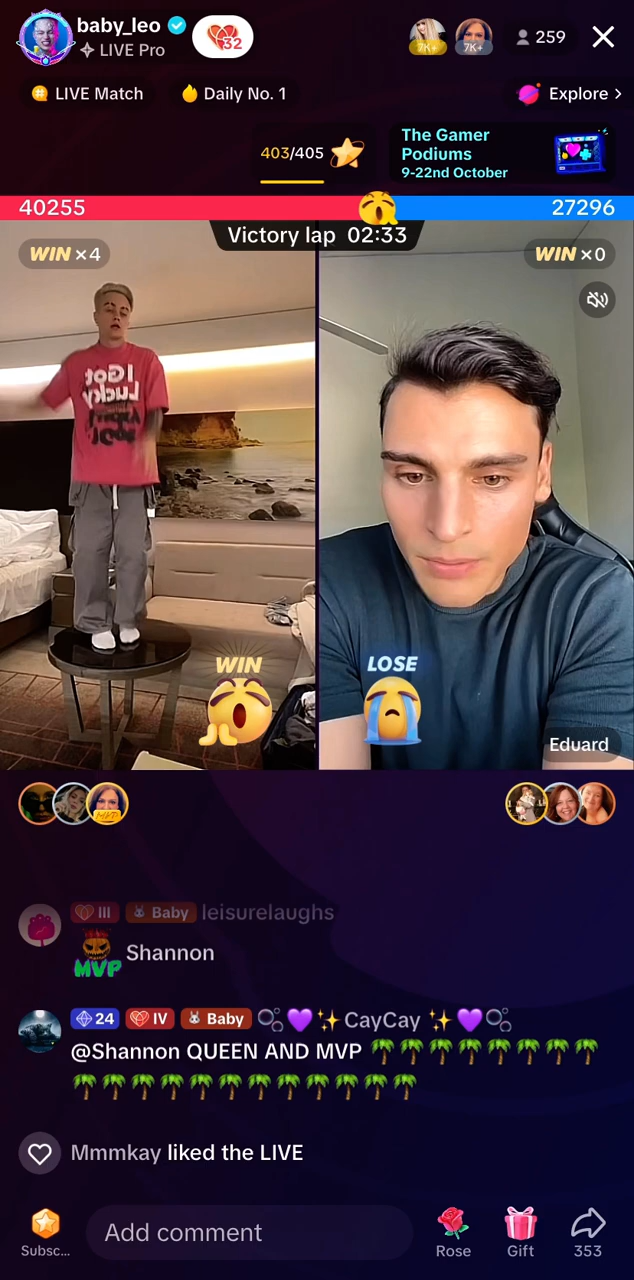 baby_leo
LIVE Pro
32
7K+
7K+
259
LIVE Match
Daily No. 1
Explore >
403/405
The Gamer
Podiums
9-22nd October
40255
27296
Victory lap 02:33
WIN ×4
WIN ×0
I Got
Lucky
WIN
LOSE
Eduard
MVP
III Baby leisurelaughs
MVP Shannon
24 IV Baby 🫧💜✨CayCay ✨💜🫧
@Shannon QUEEN AND MVP 🌴🌴🌴🌴🌴🌴🌴🌴
🌴🌴🌴🌴🌴🌴🌴🌴🌴🌴🌴🌴
Mmmkay liked the LIVE
Subsc...
Add comment
Rose
Gift
353